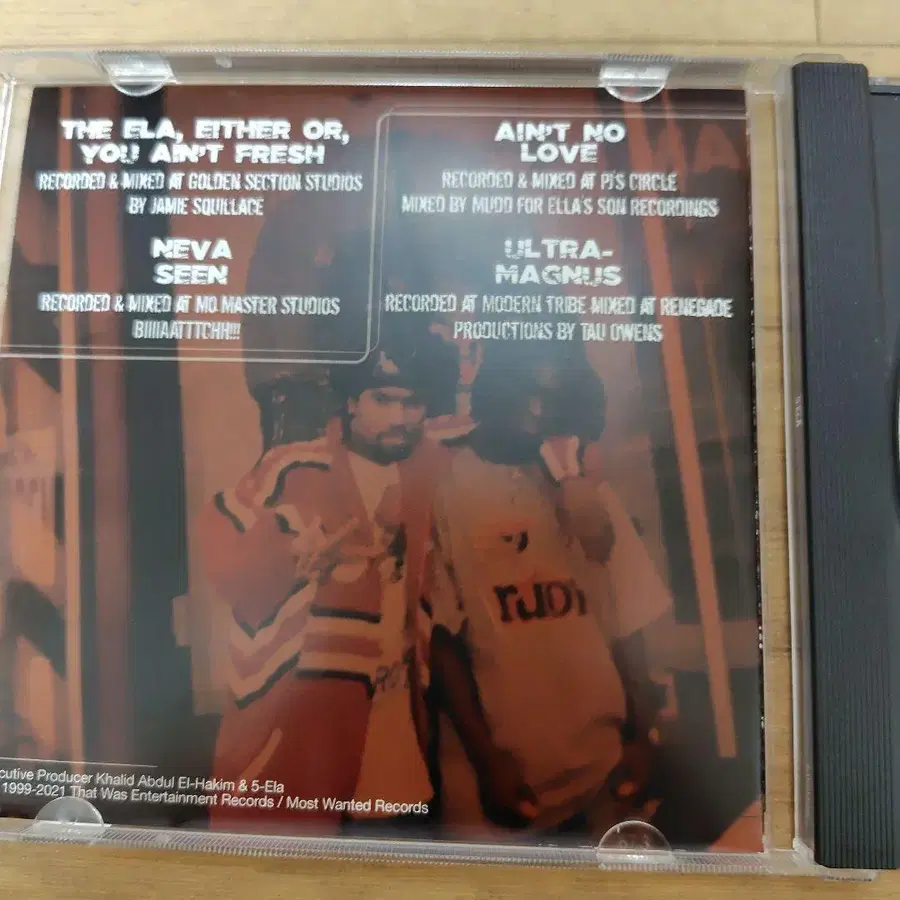 THE ELA, EITHER OR,
YOU AIN'T FRESH
RECORDED & MIXED AT GOLDEN SECTION STUDIOS
BY JAMIE SQUILLACE
NEVA
SEEN
RECORDED & MIXED AT MO MASTER STUDIOS
BIIIIAATTTCHH!!!
AIN'T NO
LOVE
RECORDED & MIXED AT PJ'S CIRCLE
MIXED BY MUDD FOR ELLA'S SON RECORDINGS
ULTRA-
MAGNUS
RECORDED AT MODERN TRIBE MIXED AT RENEGADE
PRODUCTIONS BY TAU OWENS
Producer Khalid Abdul El-Hakim & 5-Ela
1999-2021 That Was Entertainment Records / Most Wanted Records